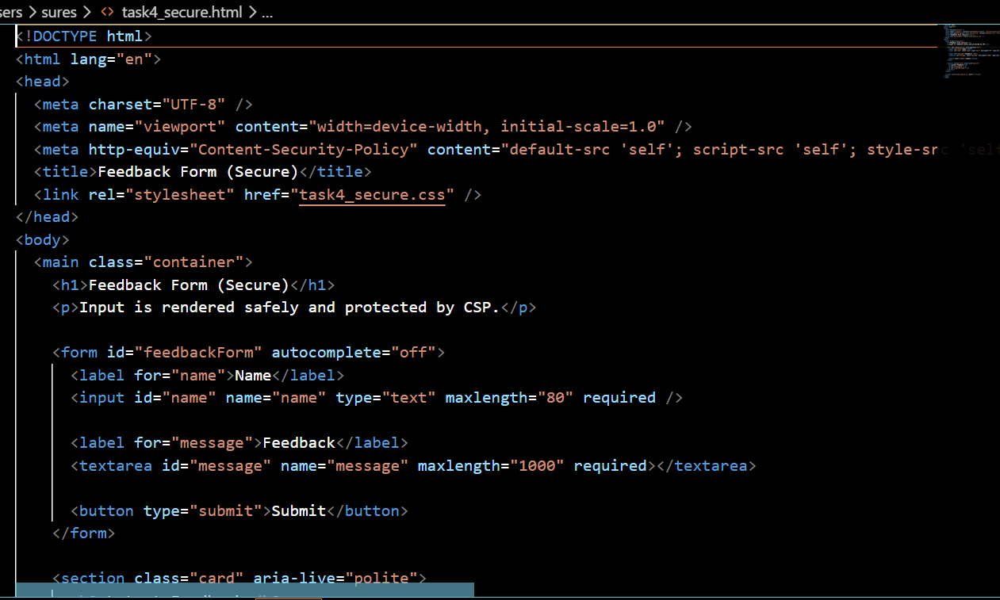 sers > sures > <> task4_secure.html > ...
<!DOCTYPE html>
<html lang="en">
<head>
<meta charset="UTF-8" />
<meta name="viewport" content="width=device-width, initial-scale=1.0" />
<meta http-equiv="Content-Security-Policy" content="default-src 'self'; script-src 'self'; style-src 'self
<title>Feedback Form (Secure)</title>
<link rel="stylesheet" href="task4_secure.css" />
</head>
<body>
<main class="container">
<h1>Feedback Form (Secure)</h1>
<p>Input is rendered safely and protected by CSP.</p>
<form id="feedbackForm" autocomplete="off">
<label for="name">Name</label>
<input id="name" name="name" type="text" maxlength="80" required />
<label for="message">Feedback</label>
<textarea id="message" name="message" maxlength="1000" required></textarea>
<button type="submit">Submit</button>
</form>
<section class="card" aria-live="polite">